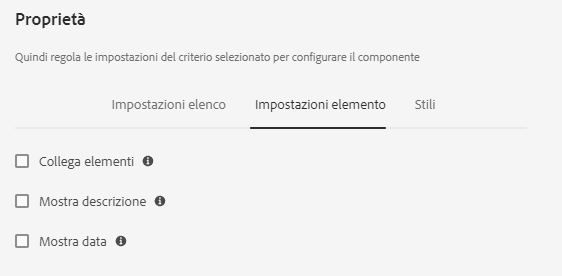 Proprietà
Quindi regola le impostazioni del criterio selezionato per configurare il componente
Impostazioni elenco Impostazioni elemento Stili
Collega elementi
Mostra descrizione
Mostra data